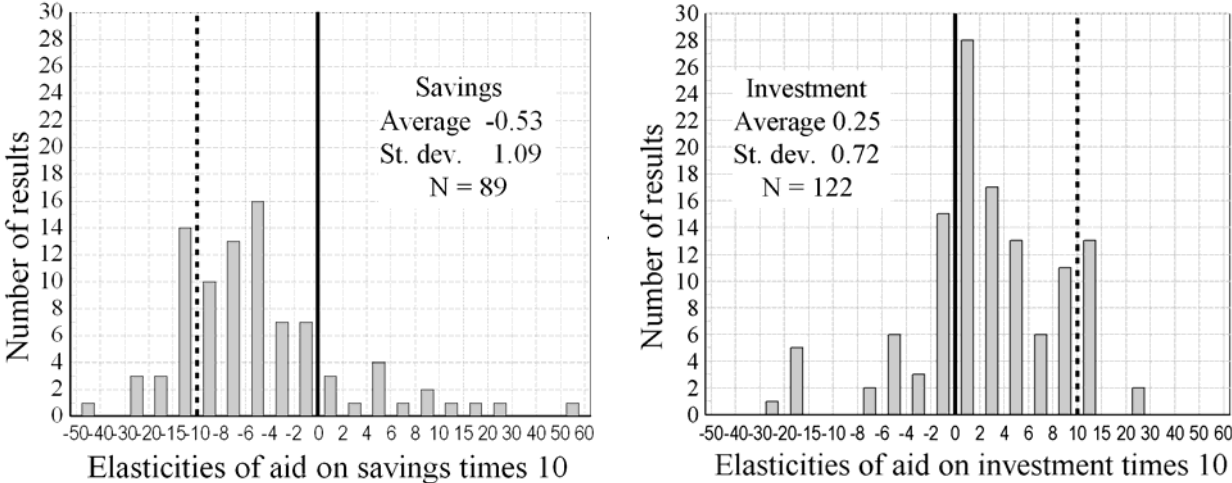 30
28
26
24
22
20
18
16
14
12
10
8
6
4
2
0
Number of results
Savings
Average -0.53
St. dev. 1.09
N = 89
-50 -40 -30 -20 -15 -10 -8 -6 -4 -2 0 2 4 6 8 10 15 20 30 50 60
Elasticities of aid on savings times 10
30
28
26
24
22
20
18
16
14
12
10
8
6
4
2
0
Number of results
Investment
Average 0.25
St. dev. 0.72
N = 122
-50 -40 -30 -20 -15 -10 -8 -6 -4 -2 0 2 4 6 8 10 15 20 30 50 60
Elasticities of aid on investment times 10